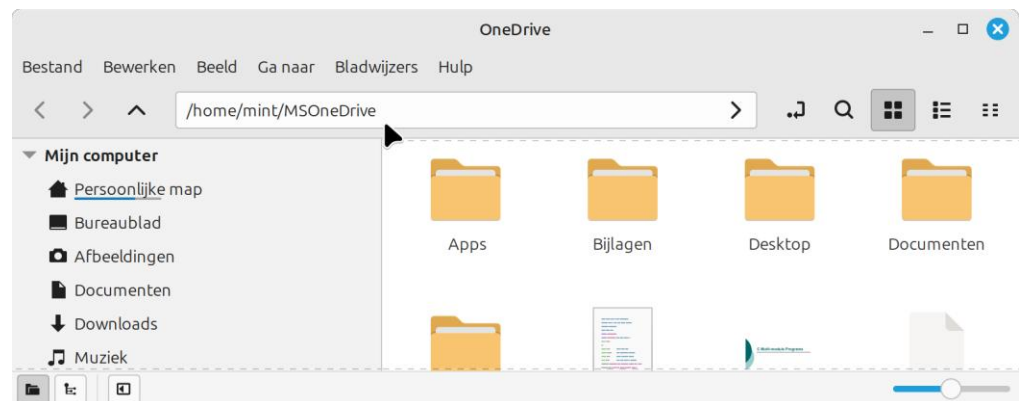 OneDrive
Bestand Bewerken Beeld Ga naar Bladwijzers Hulp
/home/mint/MSOneDrive
Mijn computer
Persoonlijke map
Bureaublad
Afbeeldingen
Documenten
Downloads
Muziek
Apps Bijlagen Desktop Documenten